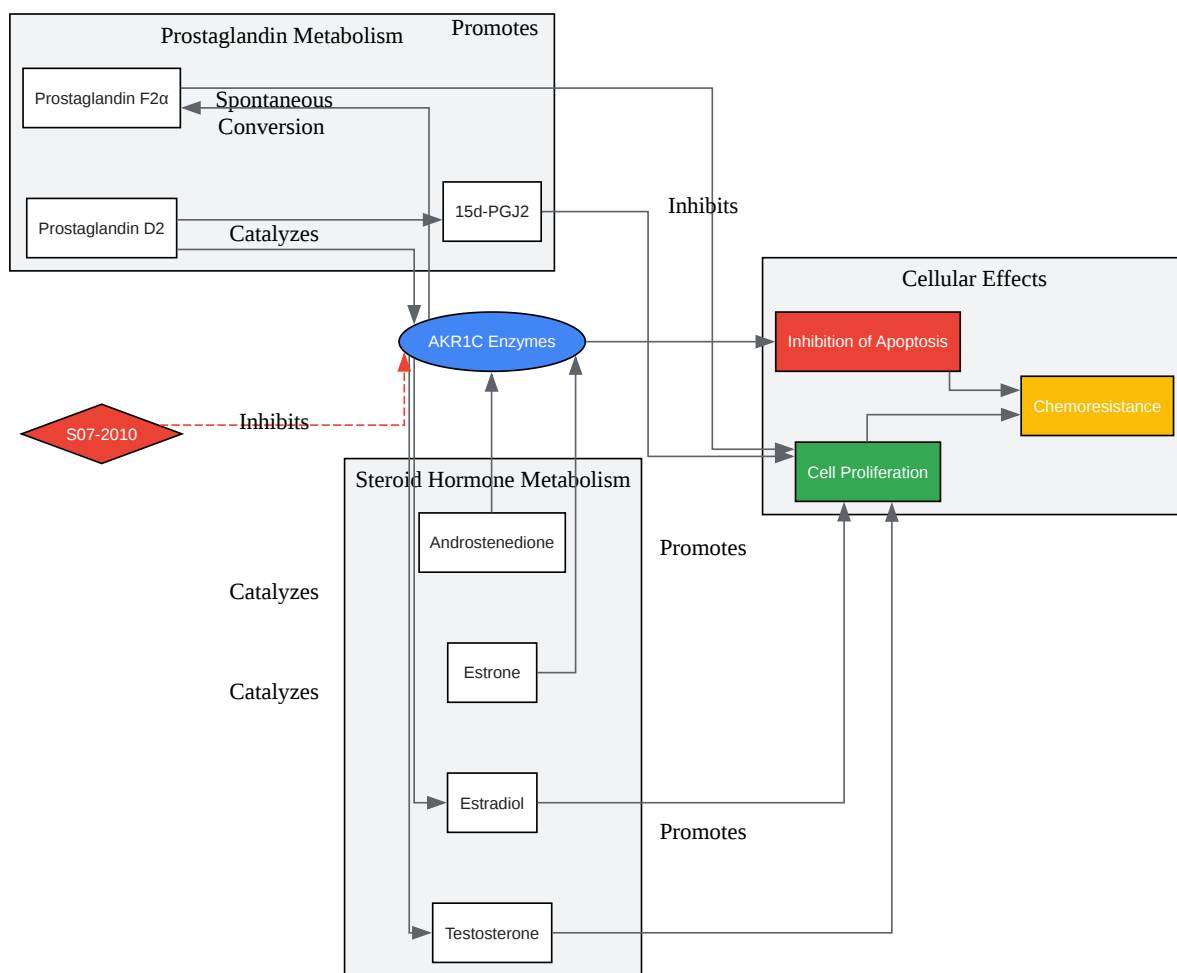 Promotes
Prostaglandin Metabolism
Prostaglandin F2α
Spontaneous
Conversion
Prostaglandin D2
15d-PGJ2
Catalyzes
Inhibits
Cellular Effects
AKR1C Enzymes
Inhibition of Apoptosis
Chemoresistance
S07-2010
Inhibits
Cell Proliferation
Steroid Hormone Metabolism
Androstenedione
Promotes
Catalyzes
Estrone
Catalyzes
Estradiol
Promotes
Testosterone